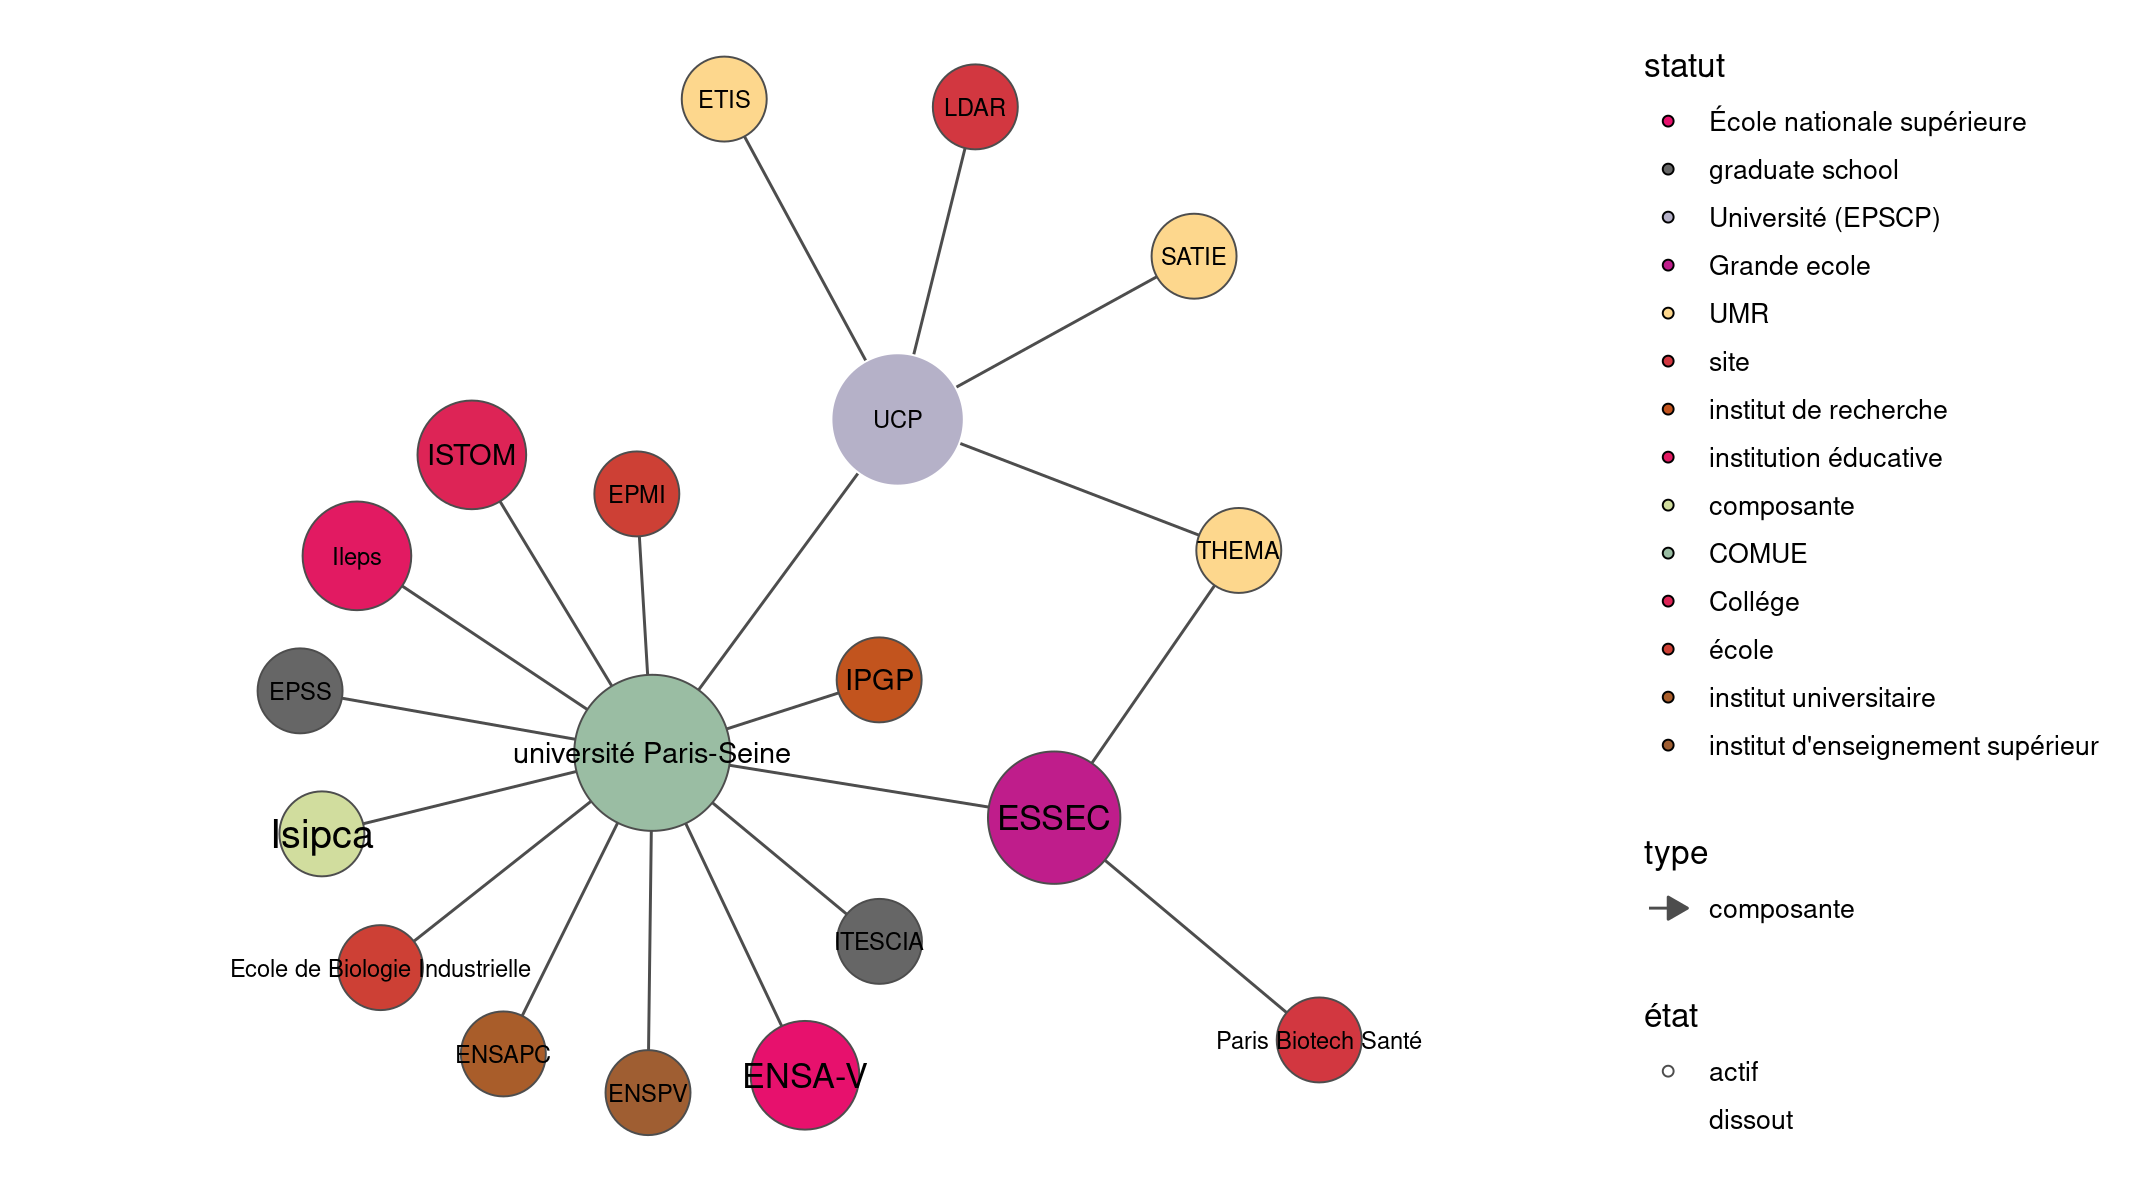 ETIS
LDAR
SATIE
UCP
ISTOM
EPMI
Ileps
THEMA
IPGP
EPSS
université Paris-Seine
ESSEC
Isipca
ITESCIA
Ecole de Biologie Industrielle
Paris Biotech Santé
ENSAPC
ENSA-V
ENSPV
statut
École nationale supérieure
graduate school
Université (EPSCP)
Grande ecole
UMR
site
institut de recherche
institution éducative
composante
COMUE
Collége
école
institut universitaire
institut d'enseignement supérieur
type
composante
état
actif
dissout